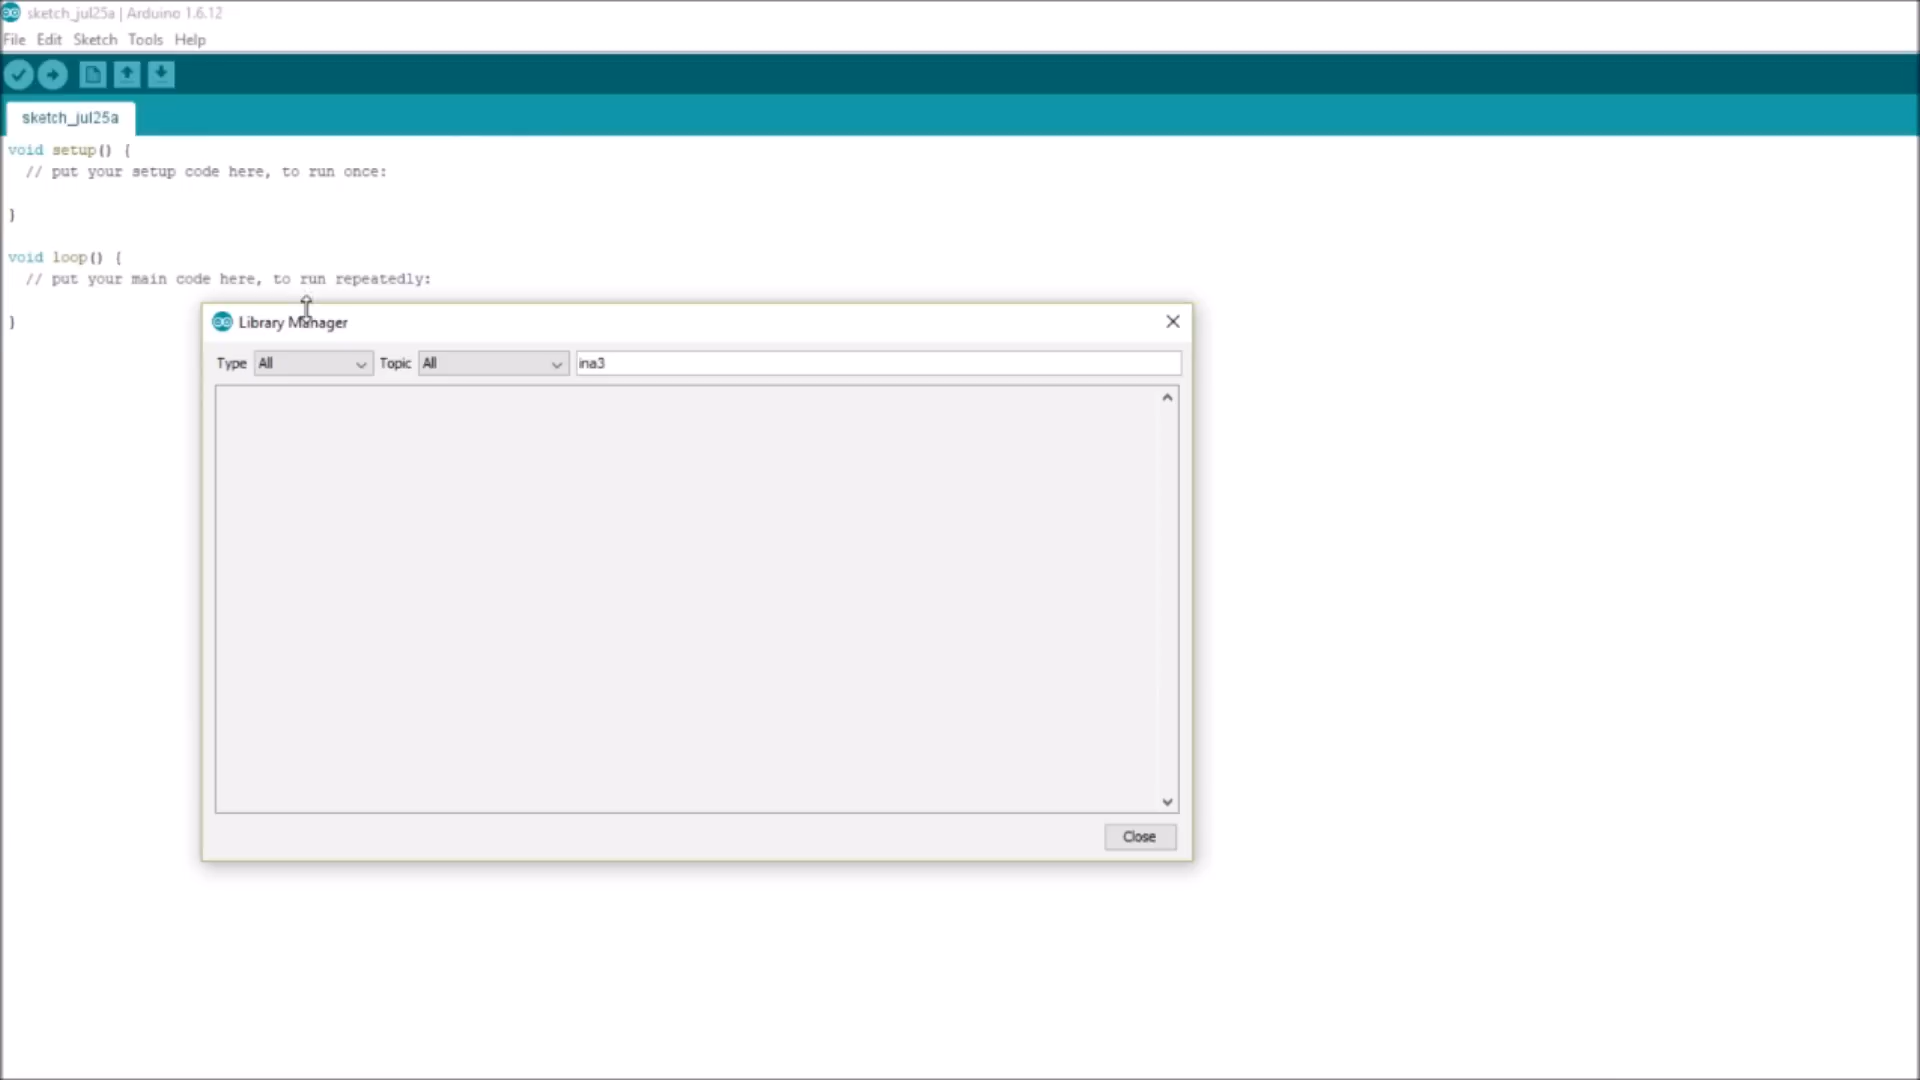 sketch_jul25a | Arduino 1.6.12
File Edit Sketch Tools Help
sketch_jul25a
void setup() {
// put your setup code here, to run once:
}
void loop() {
// put your main code here, to run repeatedly:
}
Library Manager
Type All Topic All ina3
Close